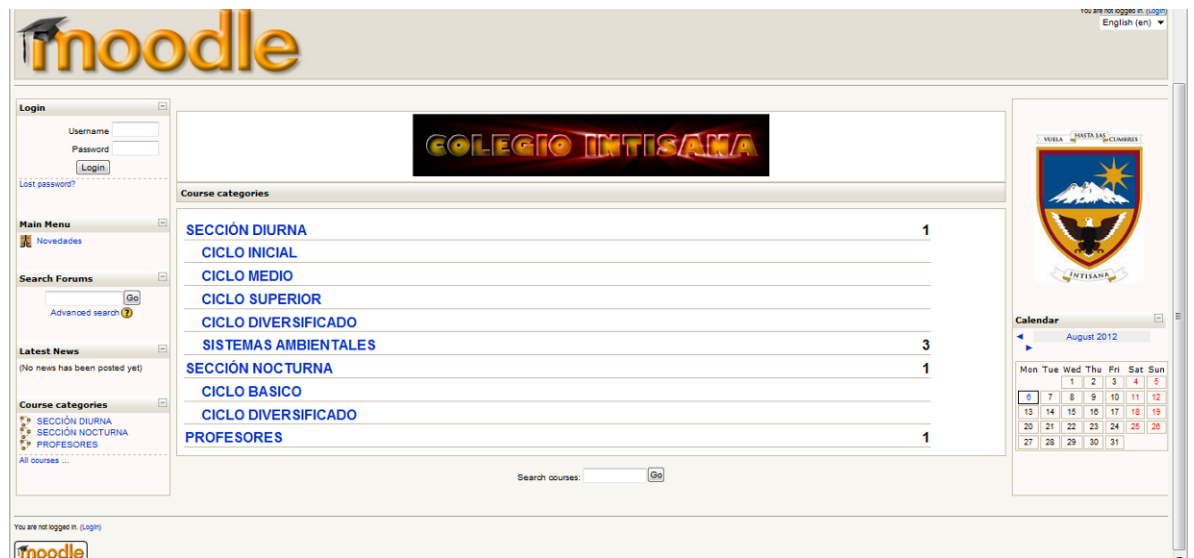 You are not logged in. (Login)
English (en)
moodle
Login
Username
Password
Login
Lost password?
Main Menu
Novedades
Search Forums
Go
Advanced search
Latest News
(No news has been posted yet)
Course categories
SECCIÓN DIURNA
SECCIÓN NOCTURNA
PROFESORES
All courses ...
COLEGIO INTISANA
Course categories
SECCIÓN DIURNA 1
CICLO INICIAL
CICLO MEDIO
CICLO SUPERIOR
CICLO DIVERSIFICADO
SISTEMAS AMBIENTALES 3
SECCIÓN NOCTURNA 1
CICLO BASICO
CICLO DIVERSIFICADO
PROFESORES 1
Search courses: Go
VUELA HASTA LAS CUMBRES
INTISANA
Calendar
August 2012
Mon Tue Wed Thu Fri Sat Sun
1 2 3 4 5
6 7 8 9 10 11 12
13 14 15 16 17 18 19
20 21 22 23 24 25 26
27 28 29 30 31
You are not logged in. (Login)
moodle